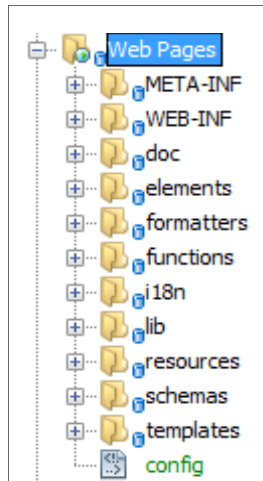 Web Pages
META-INF
WEB-INF
doc
elements
formatters
functions
i18n
lib
resources
schemas
templates
config